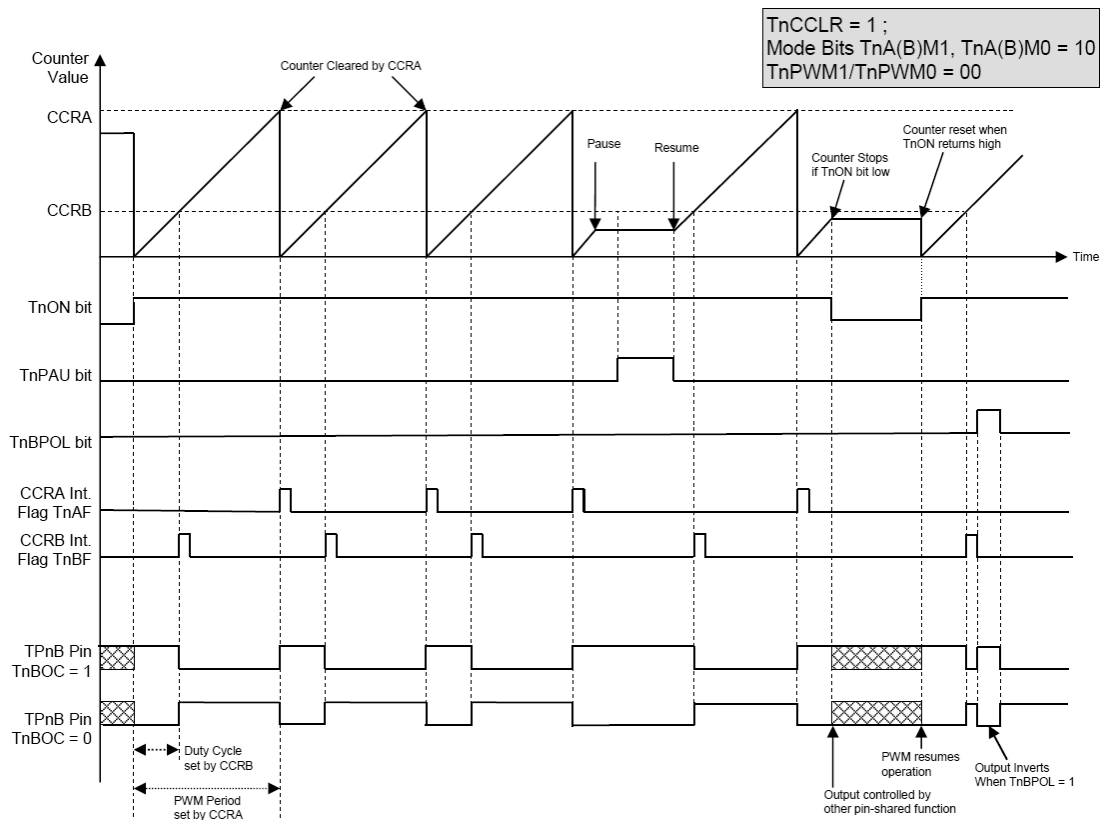 TnCCLR = 1 ;
Mode Bits TnA(B)M1, TnA(B)M0 = 10
TnPWM1/TnPWM0 = 00
Counter
Value
Counter Cleared by CCRA
CCRA
Pause
Resume
Counter Stops
if TnON bit low
Counter reset when
TnON returns high
CCRB
Time
TnON bit
TnPAU bit
TnBPOL bit
CCRA Int.
Flag TnAF
CCRB Int.
Flag TnBF
TPnB Pin
TnBOC = 1
TPnB Pin
TnBOC = 0
Duty Cycle
set by CCRB
PWM Period
set by CCRA
Output controlled by
other pin-shared function
PWM resumes
operation
Output Inverts
When TnBPOL = 1